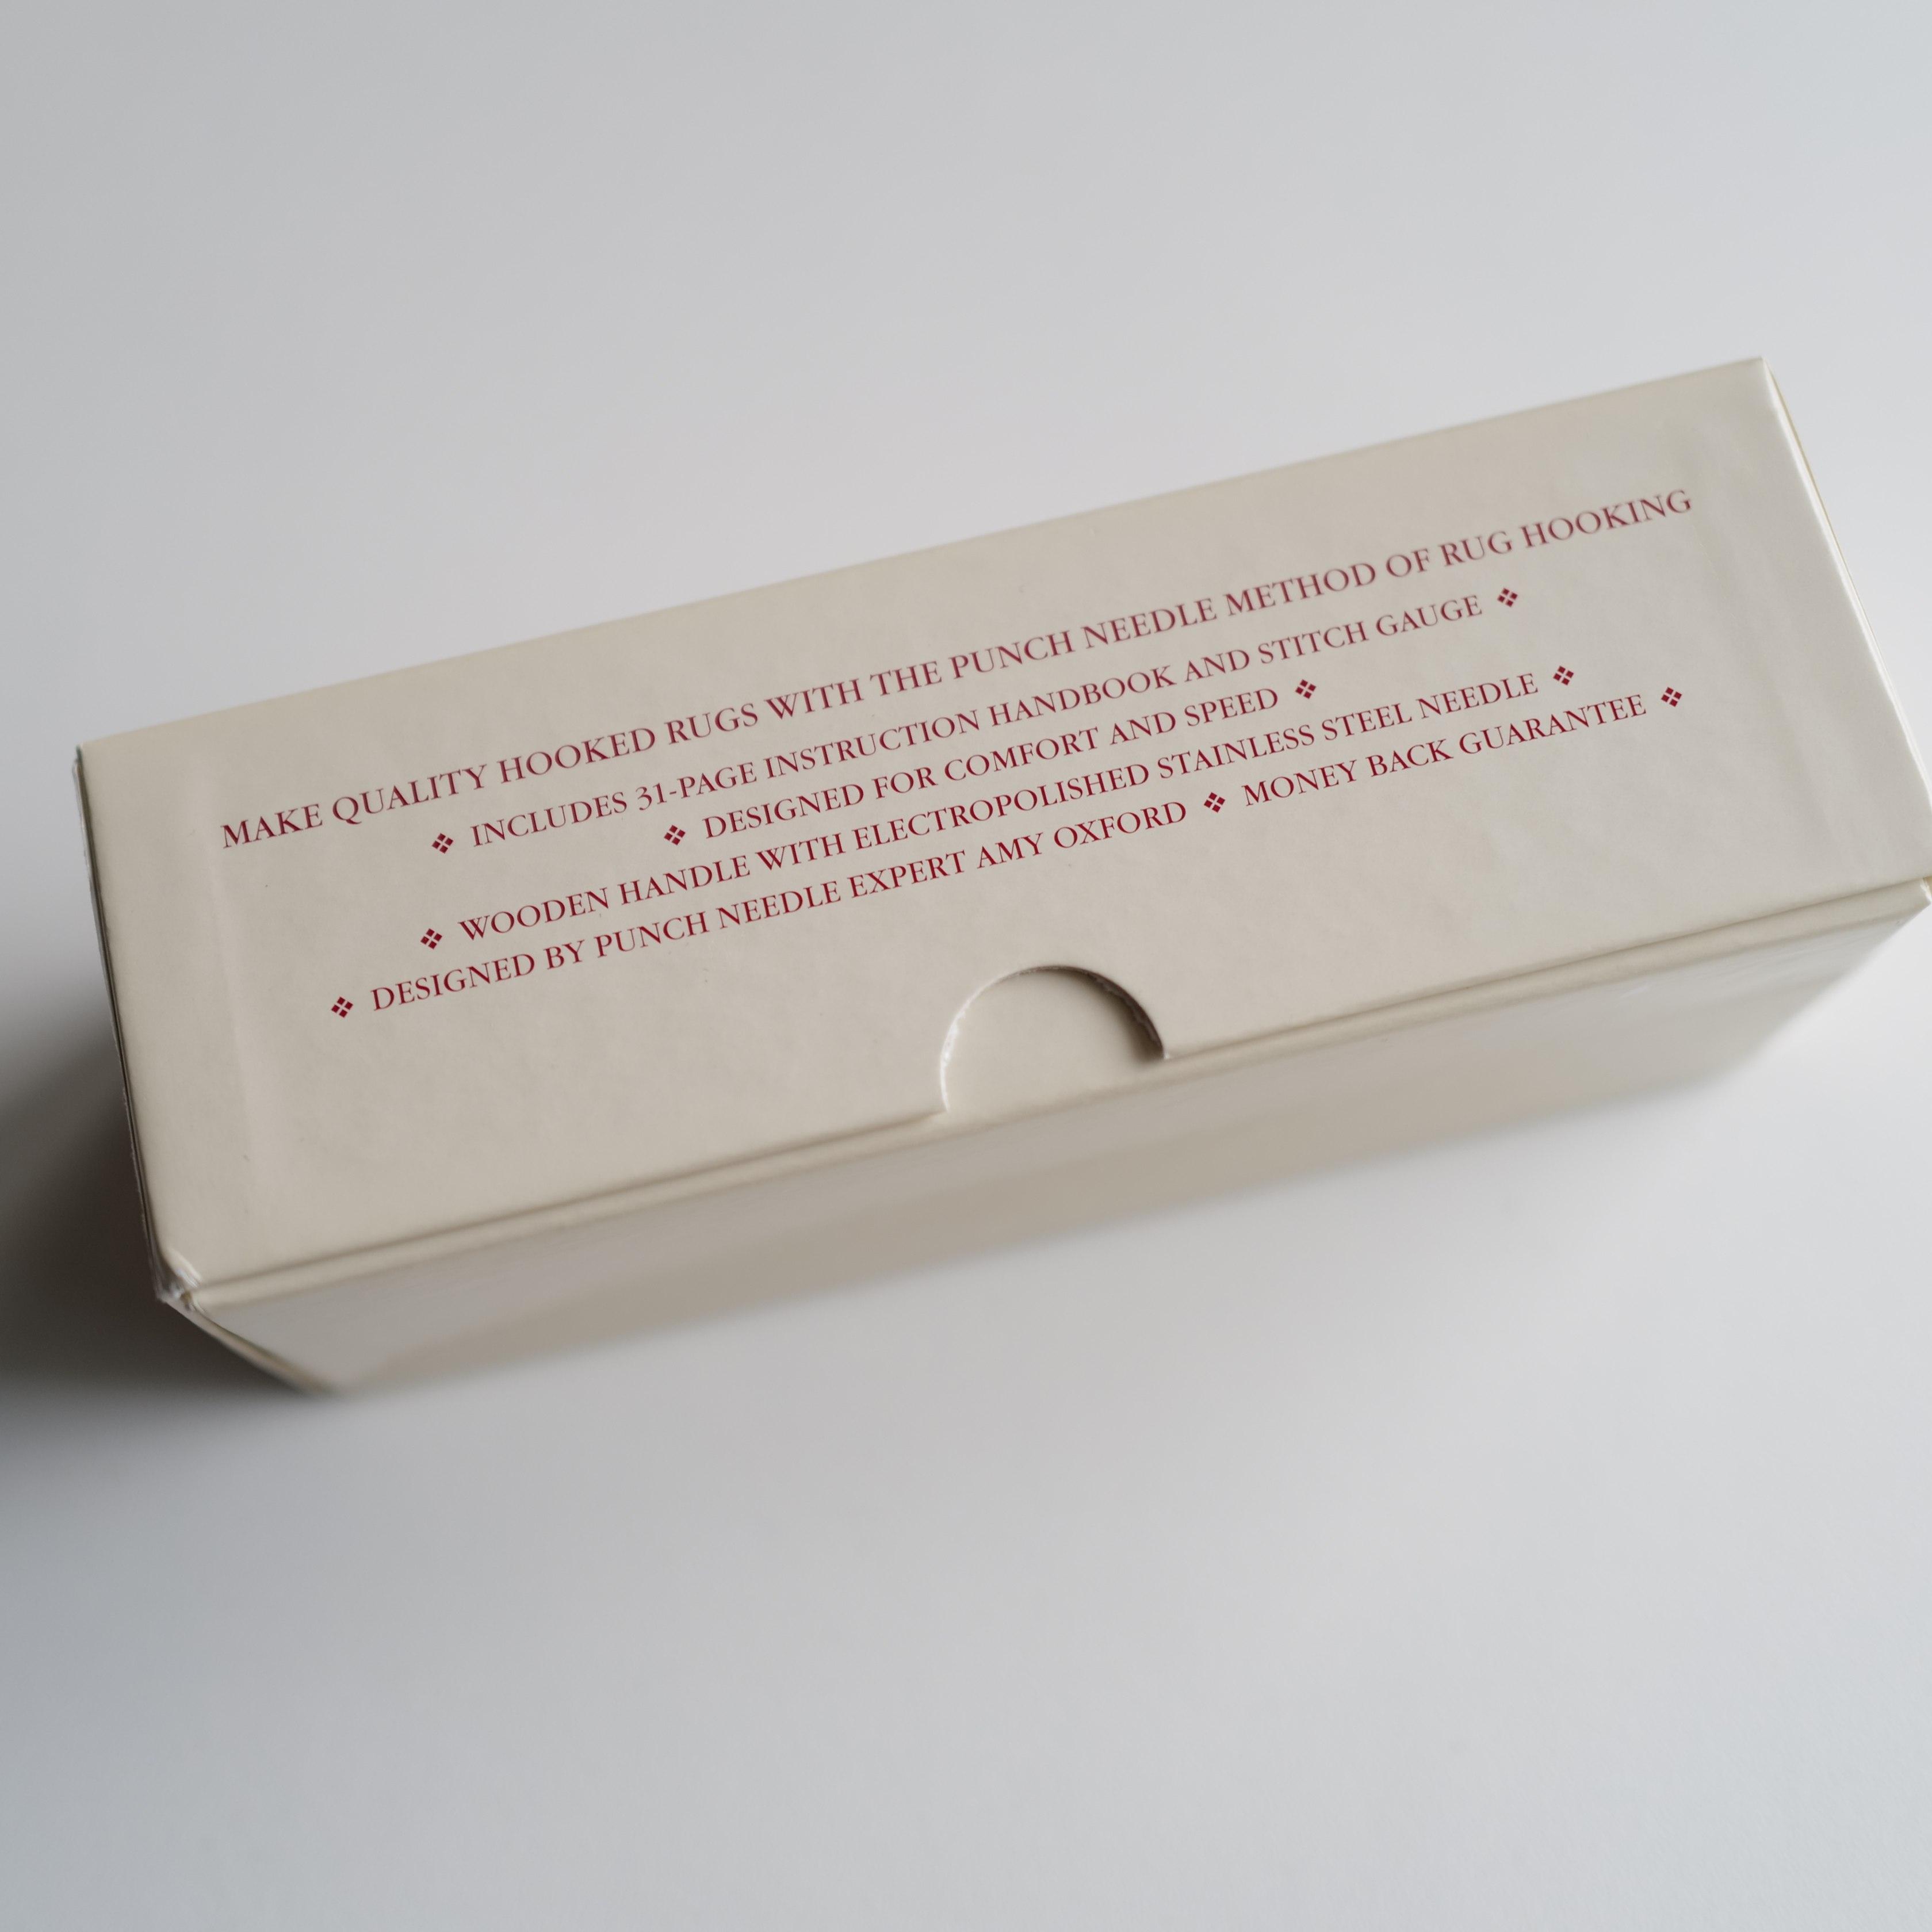 MAKE QUALITY HOOKED RUGS WITH THE PUNCH NEEDLE METHOD OF RUG HOOKING
❖ INCLUDES 31-PAGE INSTRUCTION HANDBOOK AND STITCH GAUGE ❖
❖ DESIGNED FOR COMFORT AND SPEED ❖
❖ WOODEN HANDLE WITH ELECTROPOLISHED STAINLESS STEEL NEEDLE ❖
❖ DESIGNED BY PUNCH NEEDLE EXPERT AMY OXFORD ❖ MONEY BACK GUARANTEE ❖